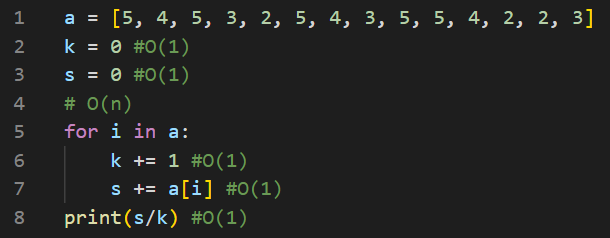 1 a = [5, 4, 5, 3, 2, 5, 4, 3, 5, 5, 4, 2, 2, 3]
2 k = 0 #O(1)
3 s = 0 #O(1)
4 # O(n)
5 for i in a:
6     k += 1 #O(1)
7     s += a[i] #O(1)
8 print(s/k) #O(1)